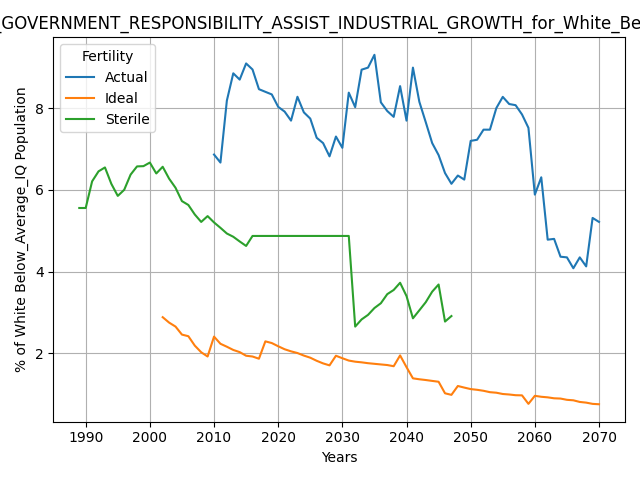 _GOVERNMENT_RESPONSIBILITY_ASSIST_INDUSTRIAL_GROWTH_for_White_Be
Fertility
Actual
Ideal
Sterile
% of White Below_Average_IQ Population
8
6
4
2
1990 2000 2010 2020 2030 2040 2050 2060 2070
Years